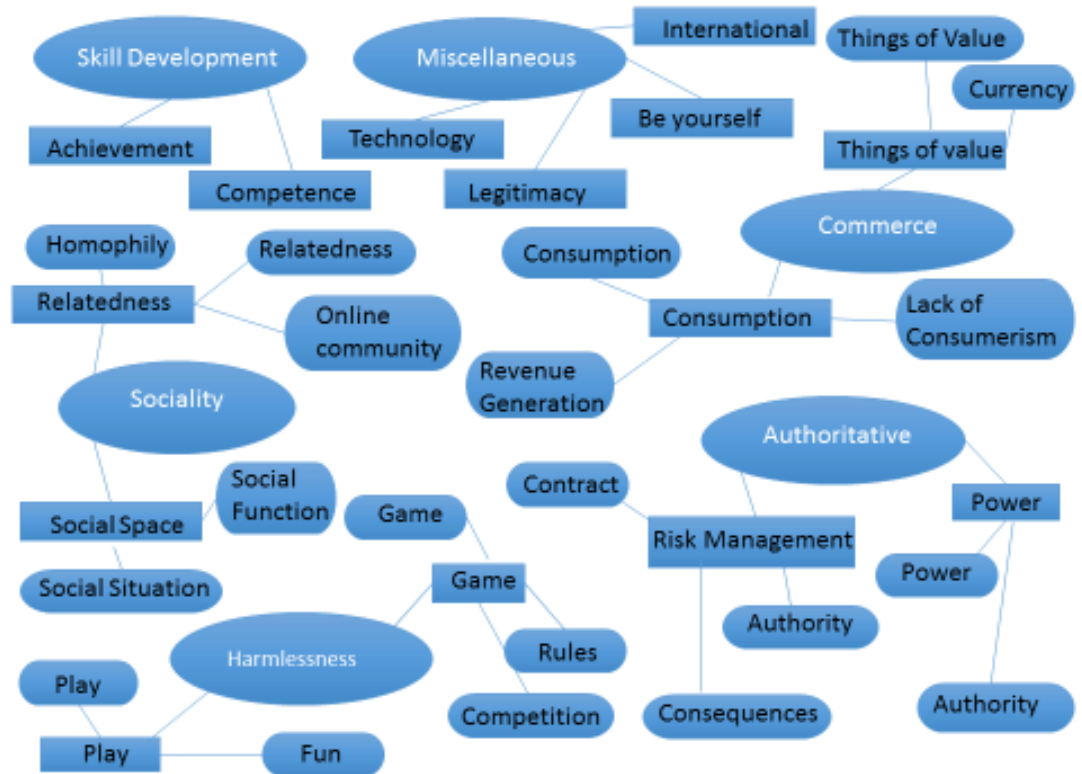 Skill Development
Achievement
Competence
Miscellaneous
International
Be yourself
Technology
Legitimacy
Things of Value
Currency
Things of value
Commerce
Consumption
Consumption
Lack of
Consumerism
Revenue
Generation
Homophily
Relatedness
Relatedness
Online
community
Sociality
Social
Function
Social Space
Social Situation
Authoritative
Contract
Risk Management
Authority
Consequences
Power
Power
Authority
Game
Game
Rules
Competition
Harmlessness
Play
Play
Fun